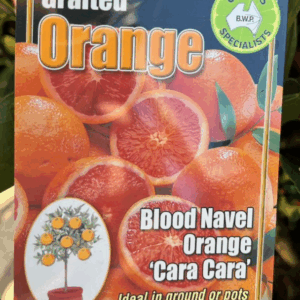 Grafted
Orange
B.W.P.
SPECIALISTS
Blood Navel
Orange
'Cara Cara'
Ideal in ground or pots